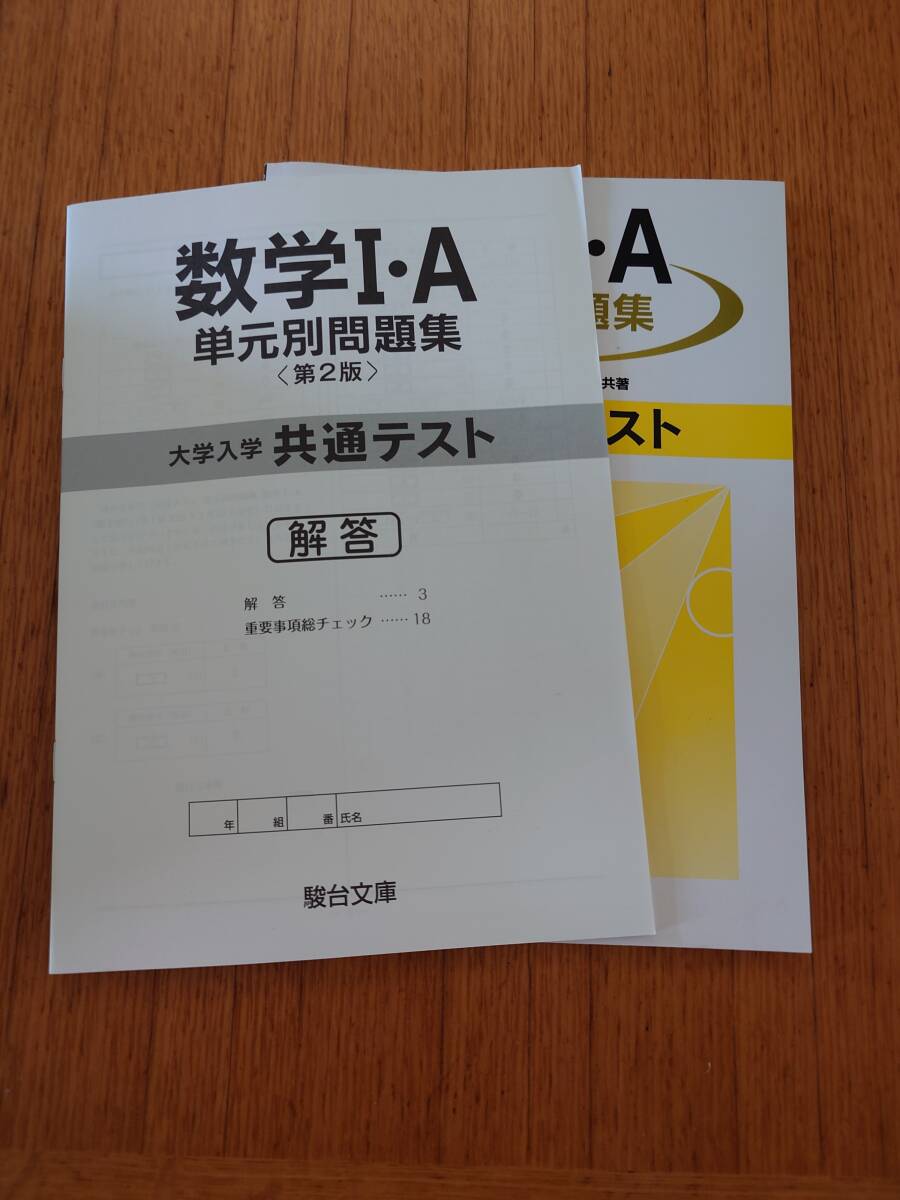 数学I・A
単元別問題集
〈第2版〉
大学入学 共通テスト
解答
解 答 …… 3
重要事項総チェック …… 18
年 組 番 氏名
駿台文庫
・A
題集
共著
スト